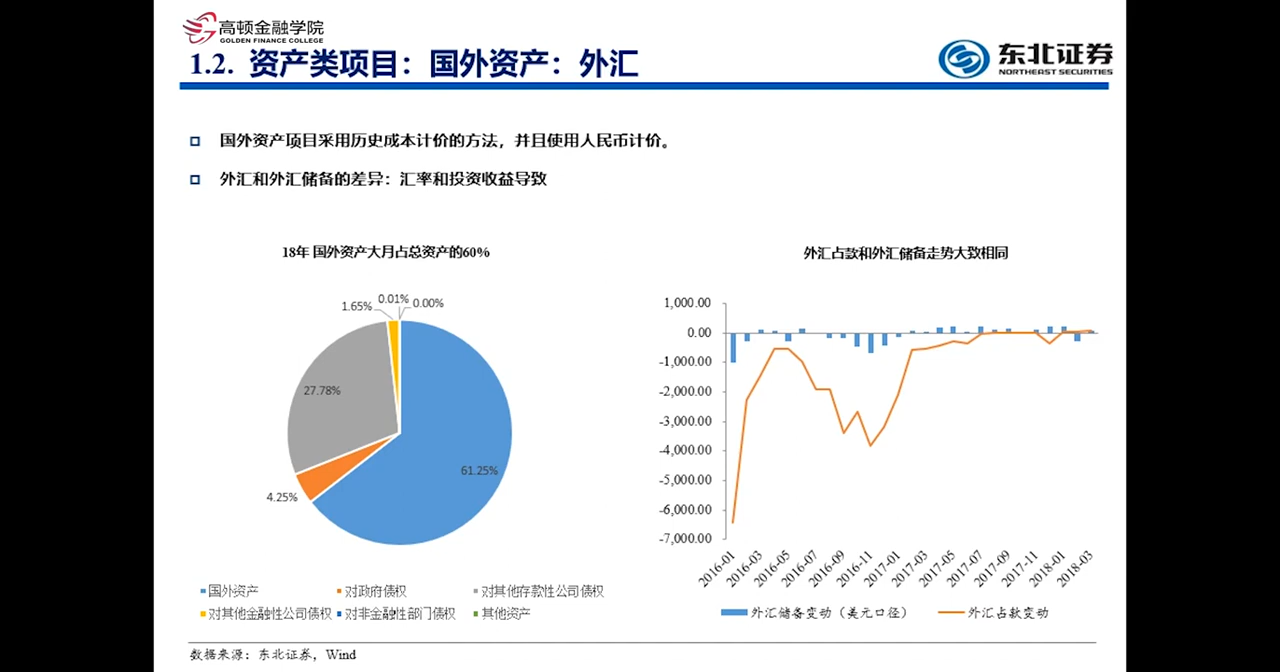 高顿金融学院
GOLDEN FINANCE COLLEGE
1.2. 资产类项目：国外资产：外汇
东北证券
NORTHEAST SECURITIES
国外资产项目采用历史成本计价的方法，并且使用人民币计价。
外汇和外汇储备的差异：汇率和投资收益导致
18年 国外资产大月占总资产的60%
1.65%
0.01%
0.00%
27.78%
61.25%
4.25%
国外资产
对政府债权
对其他存款性公司债权
对其他金融性公司债权
对非金融性部门债权
其他资产
外汇占款和外汇储备走势大致相同
1,000.00
0.00
-1,000.00
-2,000.00
-3,000.00
-4,000.00
-5,000.00
-6,000.00
-7,000.00
2016-01
2016-03
2016-05
2016-07
2016-09
2016-11
2017-01
2017-03
2017-05
2017-07
2017-09
2017-11
2018-01
2018-03
外汇储备变动（美元口径）
外汇占款变动
数据来源：东北证券，Wind